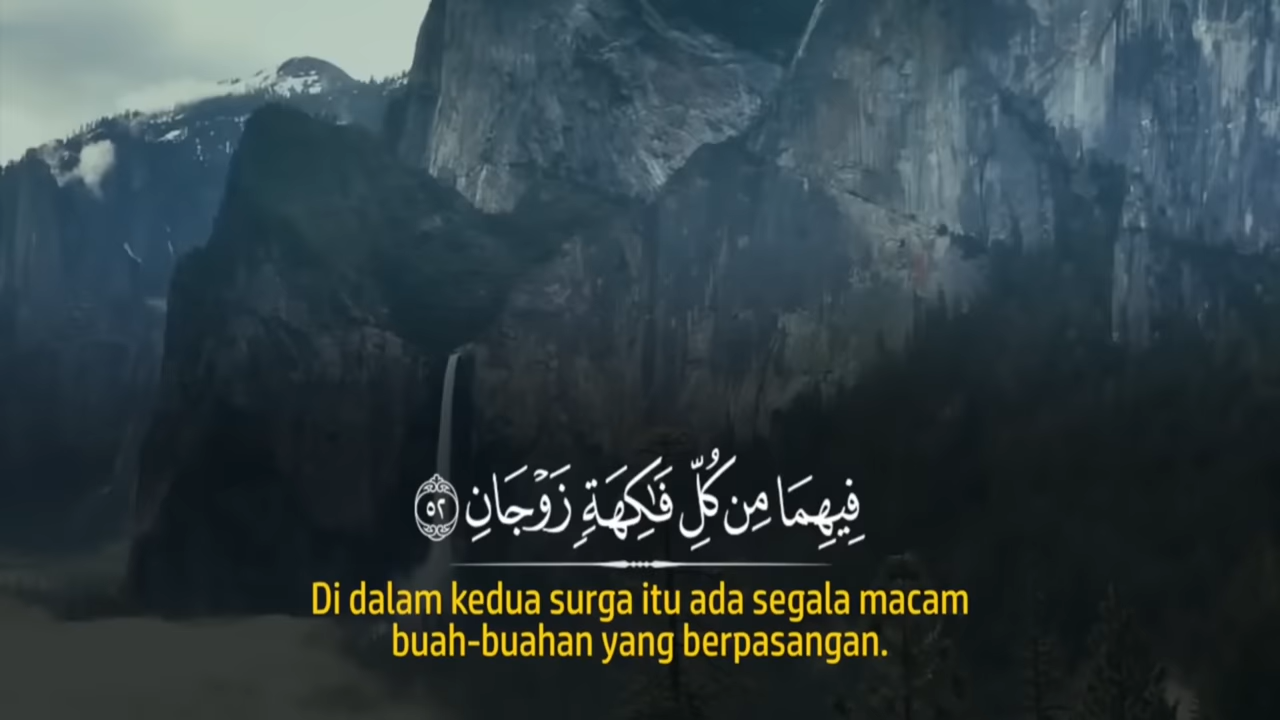 فِيهِمَا مِن كُلِّ فَٰكِهَةٍ زَوْجَانِ ٥٢
Di dalam kedua surga itu ada segala macam
buah-buahan yang berpasangan.